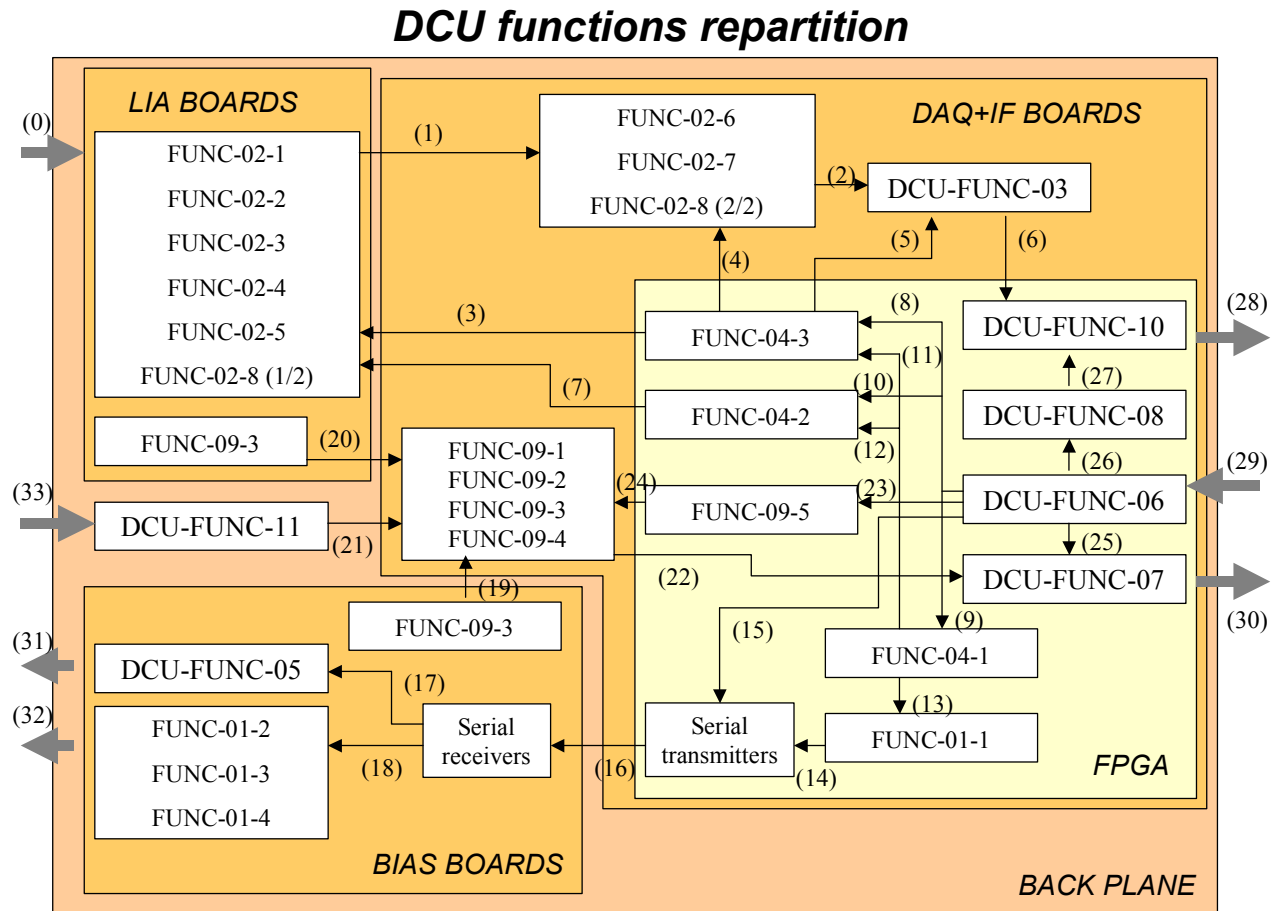 DCU functions repartition
LIA BOARDS
DAQ+IF BOARDS
(0)
FUNC-02-1
FUNC-02-2
FUNC-02-3
FUNC-02-4
FUNC-02-5
FUNC-02-8 (1/2)
(1)
FUNC-02-6
FUNC-02-7
FUNC-02-8 (2/2)
(2)
DCU-FUNC-03
(4)
(5)
(6)
(3)
FUNC-04-3
(8)
DCU-FUNC-10
(28)
(11)
(7)
FUNC-04-2
(10)
(12)
(27)
DCU-FUNC-08
(26)
FUNC-09-3
(20)
FUNC-09-1
FUNC-09-2
FUNC-09-3
FUNC-09-4
(24)
FUNC-09-5
(23)
DCU-FUNC-06
(29)
(33)
DCU-FUNC-11
(21)
(25)
(22)
DCU-FUNC-07
(30)
(19)
FUNC-09-3
(15)
(9)
FUNC-04-1
(31)
DCU-FUNC-05
(17)
(13)
(32)
FUNC-01-2
FUNC-01-3
FUNC-01-4
(18)
Serial
receivers
(16)
Serial
transmitters
(14)
FUNC-01-1
FPGA
BIAS BOARDS
BACK PLANE